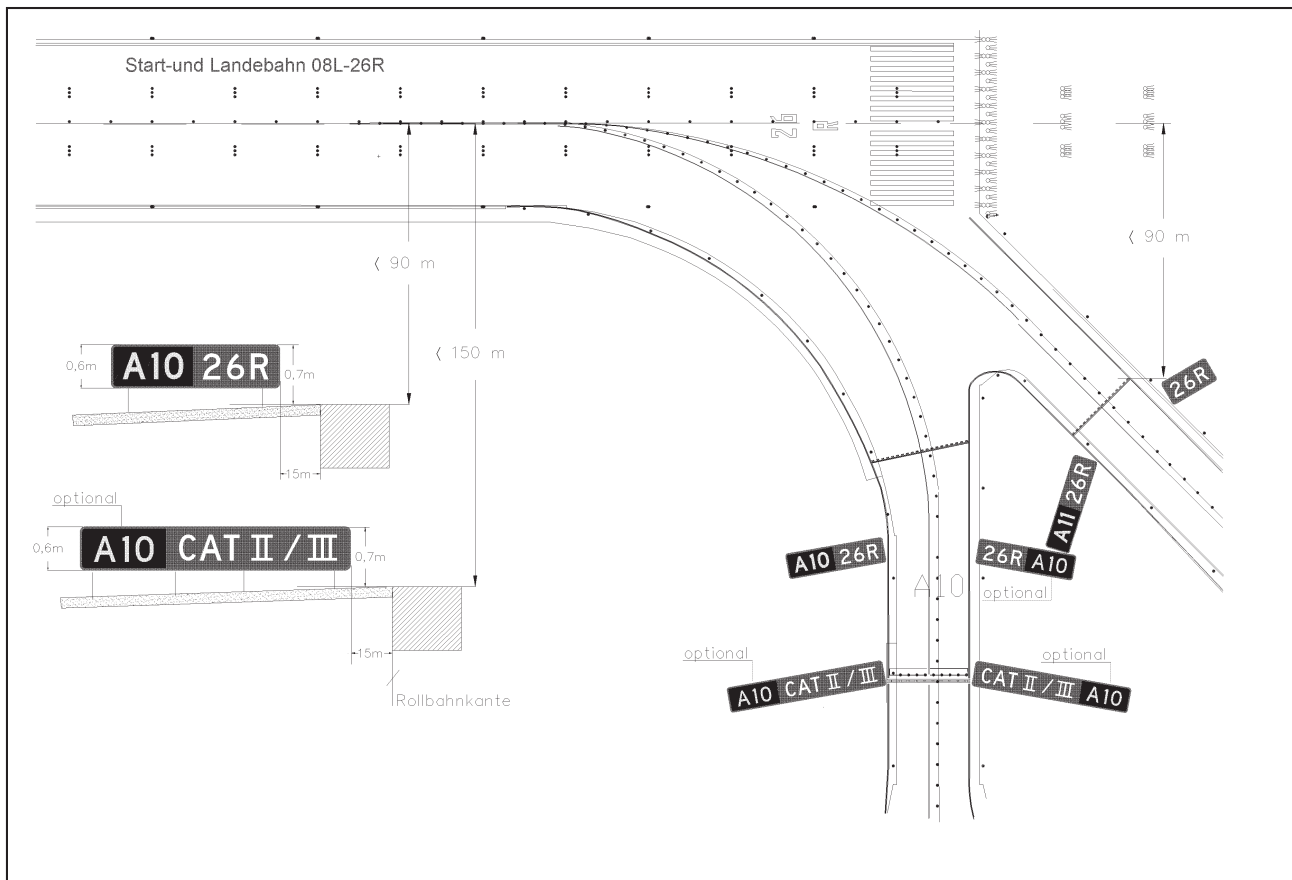 Start-und Landebahn 08L-26R
26
R
< 90 m
< 90 m
< 150 m
0,6m
A10 26R
0,7m
15m
26R
optional
0,6m
A10 CAT II / III
0,7m
15m
Rollbahnkante
A11 26R
A10 26R
26R A10
A10
optional
optional
A10 CAT II / III
optional
CAT II / III A10